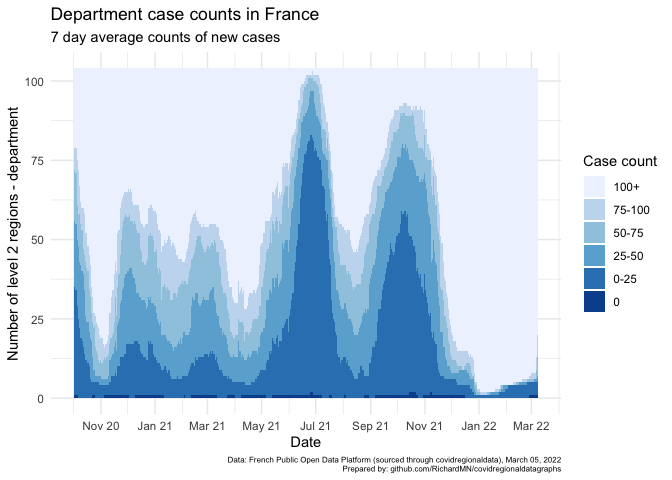 Department case counts in France
7 day average counts of new cases
Number of level 2 regions - department
100
75
50
25
0
Nov 20 Jan 21 Mar 21 May 21 Jul 21 Sep 21 Nov 21 Jan 22 Mar 22
Date
Case count
100+
75-100
50-75
25-50
0-25
0
Data: French Public Open Data Platform (sourced through covidregionaldata), March 05, 2022
Prepared by: github.com/RichardMN/covidregionaldatagraphs